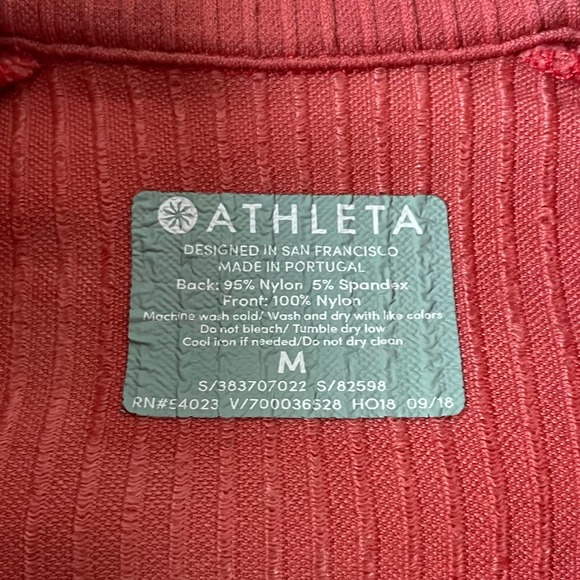 ATHLETA
DESIGNED IN SAN FRANCISCO
MADE IN PORTUGAL
Back: 95% Nylon 5% Spandex
Front: 100% Nylon
Machine wash cold/ Wash and dry with like colors
Do not bleach/ Tumble dry low
Cool iron if needed/Do not dry clean
M
S/383707022 S/82598
RN#54023 V/700036528 HO18 09/18